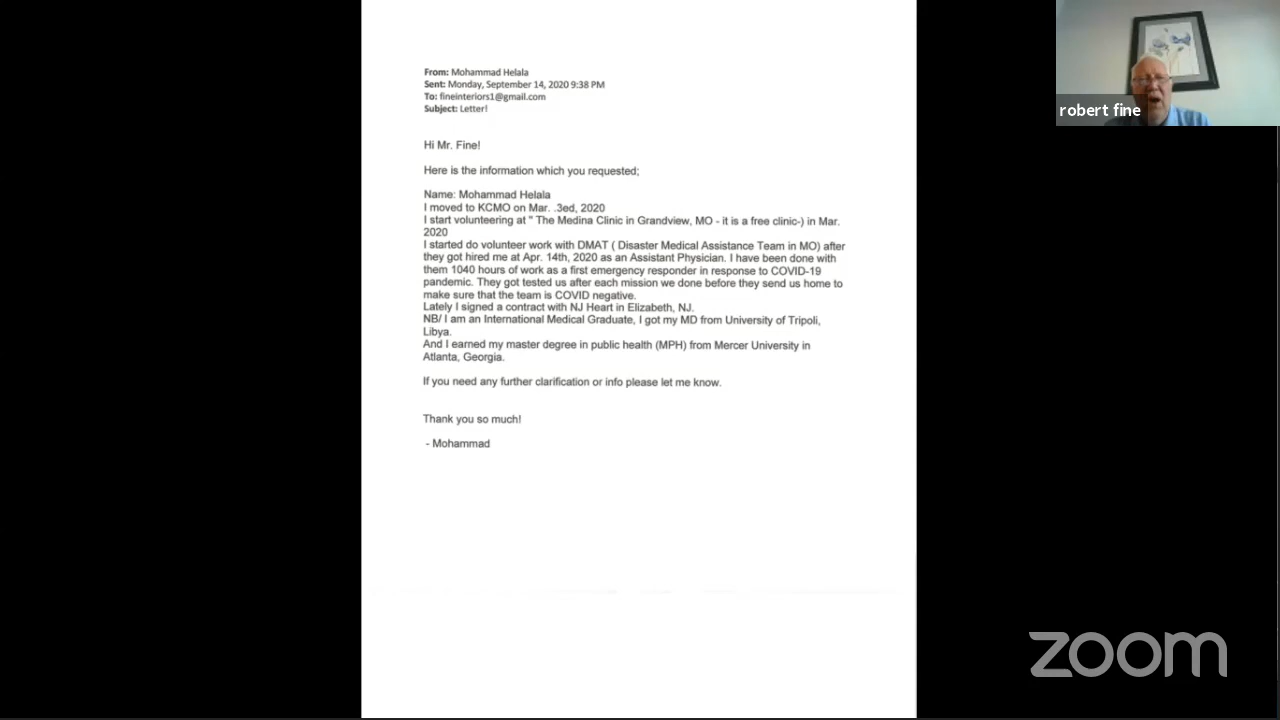 From: Mohammad Helala
Sent: Monday, September 14, 2020 9:38 PM
To: fineinteriors1@gmail.com
Subject: Letter!
Hi Mr. Fine!
Here is the information which you requested;
Name: Mohammad Helala
I moved to KCMO on Mar. .3ed, 2020
I start volunteering at " The Medina Clinic in Grandview, MO - it is a free clinic-) in Mar.
2020
I started do volunteer work with DMAT ( Disaster Medical Assistance Team in MO) after
they got hired me at Apr. 14th, 2020 as an Assistant Physician. I have been done with
them 1040 hours of work as a first emergency responder in response to COVID-19
pandemic. They got tested us after each mission we done before they send us home to
make sure that the team is COVID negative.
Lately I signed a contract with NJ Heart in Elizabeth, NJ.
NB/ I am an International Medical Graduate, I got my MD from University of Tripoli,
Libya.
And I earned my master degree in public health (MPH) from Mercer University in
Atlanta, Georgia.
If you need any further clarification or info please let me know.
Thank you so much!
- Mohammad
robert fine
zoom